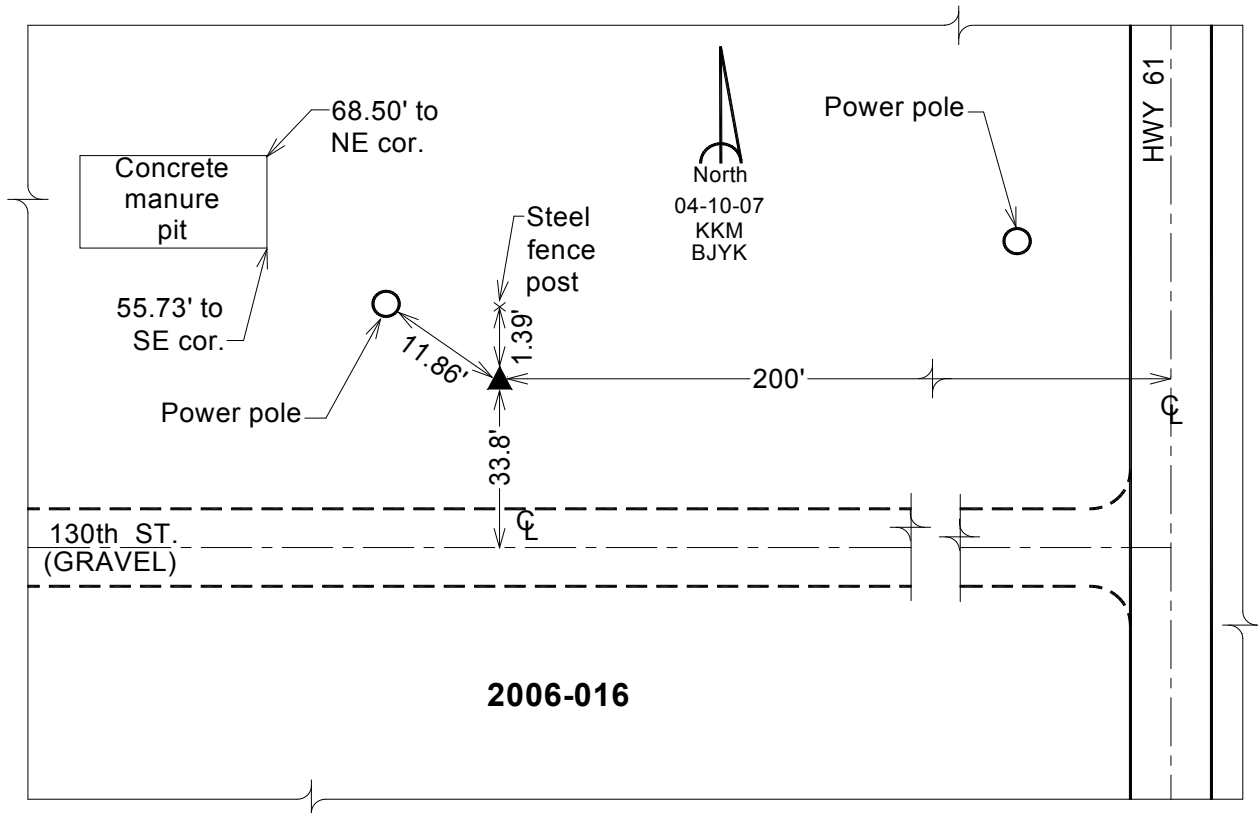 68.50' to
NE cor.
Concrete
manure
pit
55.73' to
SE cor.
Power pole
11.86'
Steel
fence
post
1.39'
33.8'
200'
North
04-10-07
KKM
BJYK
Power pole
HWY 61
CL
CL
130th ST.
(GRAVEL)
2006-016